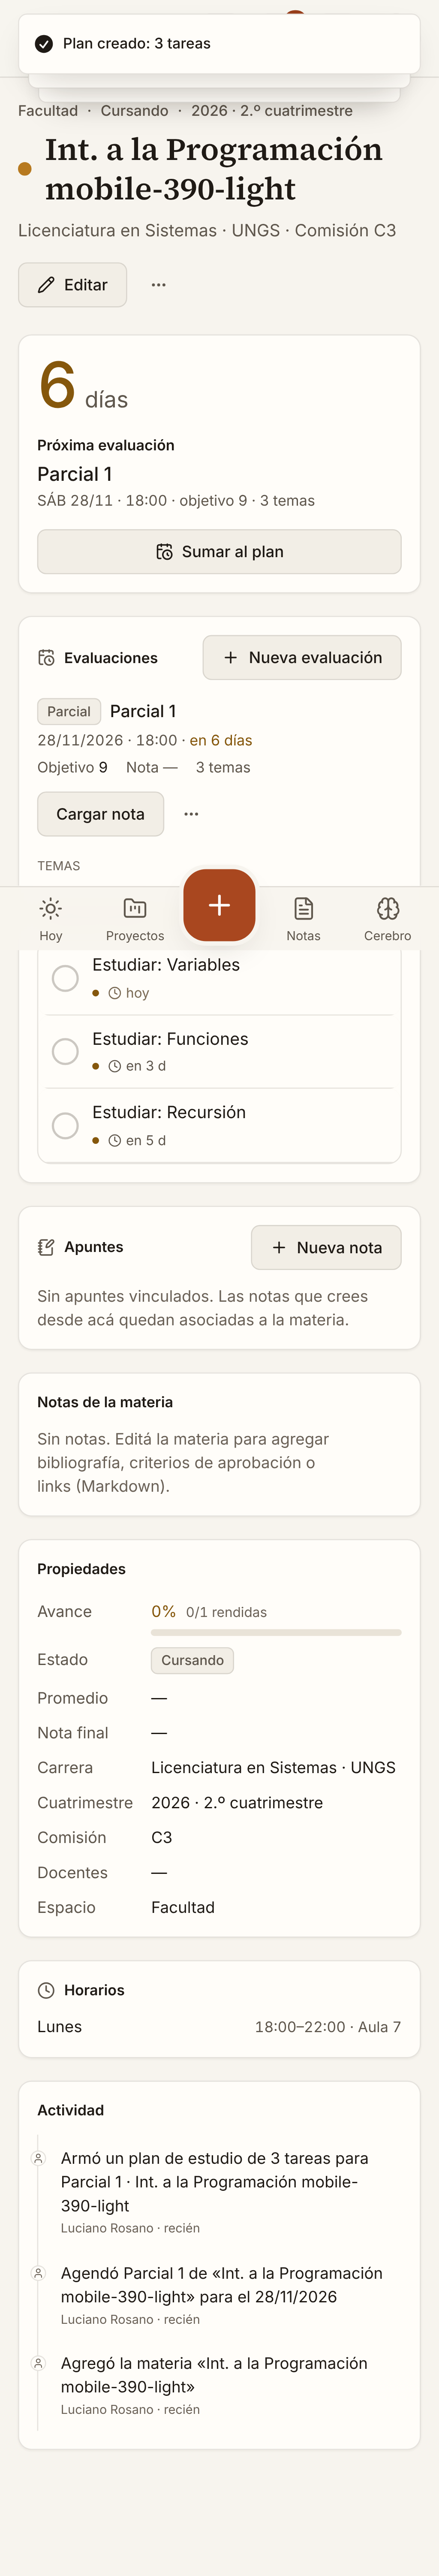 Plan creado: 3 tareas
Facultad · Cursando · 2026 · 2.º cuatrimestre
Int. a la Programación
mobile-390-light
Licenciatura en Sistemas · UNGS · Comisión C3
Editar
6 días
Próxima evaluación
Parcial 1
SÁB 28/11 · 18:00 · objetivo 9 · 3 temas
Sumar al plan
Evaluaciones
Nueva evaluación
Parcial Parcial 1
28/11/2026 · 18:00 · en 6 días
Objetivo 9 Nota — 3 temas
Cargar nota
TEMAS
Hoy Proyectos Notas Cerebro
Estudiar: Variables
hoy
Estudiar: Funciones
en 3 d
Estudiar: Recursión
en 5 d
Apuntes
Nueva nota
Sin apuntes vinculados. Las notas que crees
desde acá quedan asociadas a la materia.
Notas de la materia
Sin notas. Editá la materia para agregar
bibliografía, criterios de aprobación o
links (Markdown).
Propiedades
Avance 0% 0/1 rendidas
Estado Cursando
Promedio —
Nota final —
Carrera Licenciatura en Sistemas · UNGS
Cuatrimestre 2026 · 2.º cuatrimestre
Comisión C3
Docentes —
Espacio Facultad
Horarios
Lunes 18:00–22:00 · Aula 7
Actividad
Armó un plan de estudio de 3 tareas para
Parcial 1 · Int. a la Programación mobile-
390-light
Luciano Rosano · recién
Agendó Parcial 1 de «Int. a la Programación
mobile-390-light» para el 28/11/2026
Luciano Rosano · recién
Agregó la materia «Int. a la Programación
mobile-390-light»
Luciano Rosano · recién